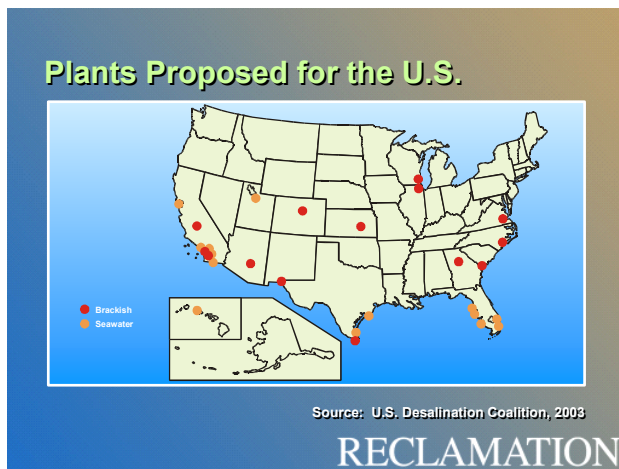 Plants Proposed for the U.S.
Brackish
Seawater
Source:  U.S. Desalination Coalition, 2003
RECLAMATION